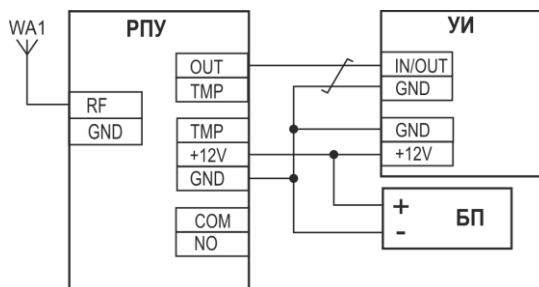 WA1
РПУ
УИ
OUT
TMP
RF
GND
TMP
+12V
GND
COM
NO
IN/OUT
GND
GND
+12V
+
-
БП